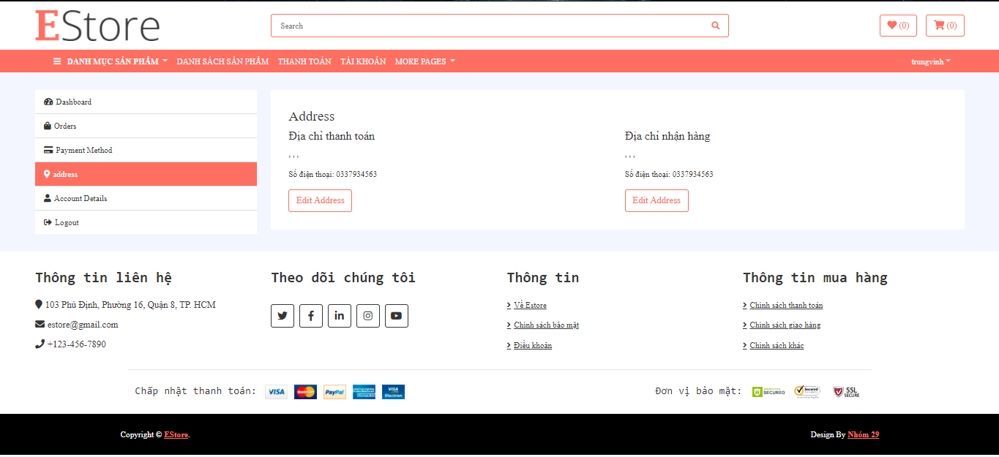 EStore
Search
(0)
(0)
DANH MỤC SẢN PHẨM DANH SÁCH SẢN PHẨM THANH TOÁN TÀI KHOẢN MORE PAGES trungvinh
Dashboard
Orders
Payment Method
address
Account Details
Logout
Address
Địa chỉ thanh toán
, , ,
Số điện thoại: 0337934563
Edit Address
Địa chỉ nhận hàng
, , ,
Số điện thoại: 0337934563
Edit Address
Thông tin liên hệ
103 Phú Định, Phường 16, Quận 8, TP. HCM
estore@gmail.com
+123-456-7890
Theo dõi chúng tôi
Thông tin
Về Estore
Chính sách bảo mật
Điều khoản
Thông tin mua hàng
Chính sách thanh toán
Chính sách giao hàng
Chính sách khác
Chấp nhật thanh toán: VISA MasterCard PayPal AMERICAN EXPRESS VISA Electron
Đơn vị bảo mật: SECURED Secured SSL SECURE
Copyright © EStore.
Design By Nhóm 29